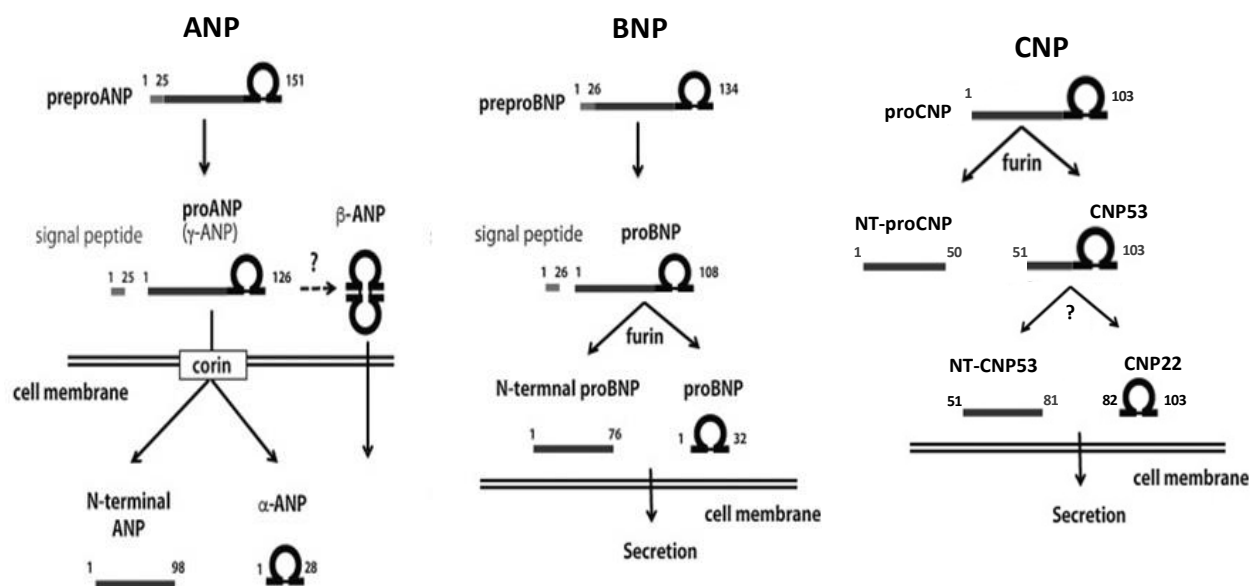 ANP
1 25 151
preproANP
proANP
(γ-ANP)
β-ANP
signal peptide
1 25 1 126
?
corin
cell membrane
N-terminal
ANP
α-ANP
1 98 1 28
BNP
1 26 134
preproBNP
signal peptide
proBNP
1 26 1 108
furin
N-termnal proBNP
proBNP
1 76 1 32
cell membrane
Secretion
CNP
1 103
proCNP
furin
NT-proCNP
CNP53
1 50 51 103
?
NT-CNP53
CNP22
51 81 82 103
cell membrane
Secretion